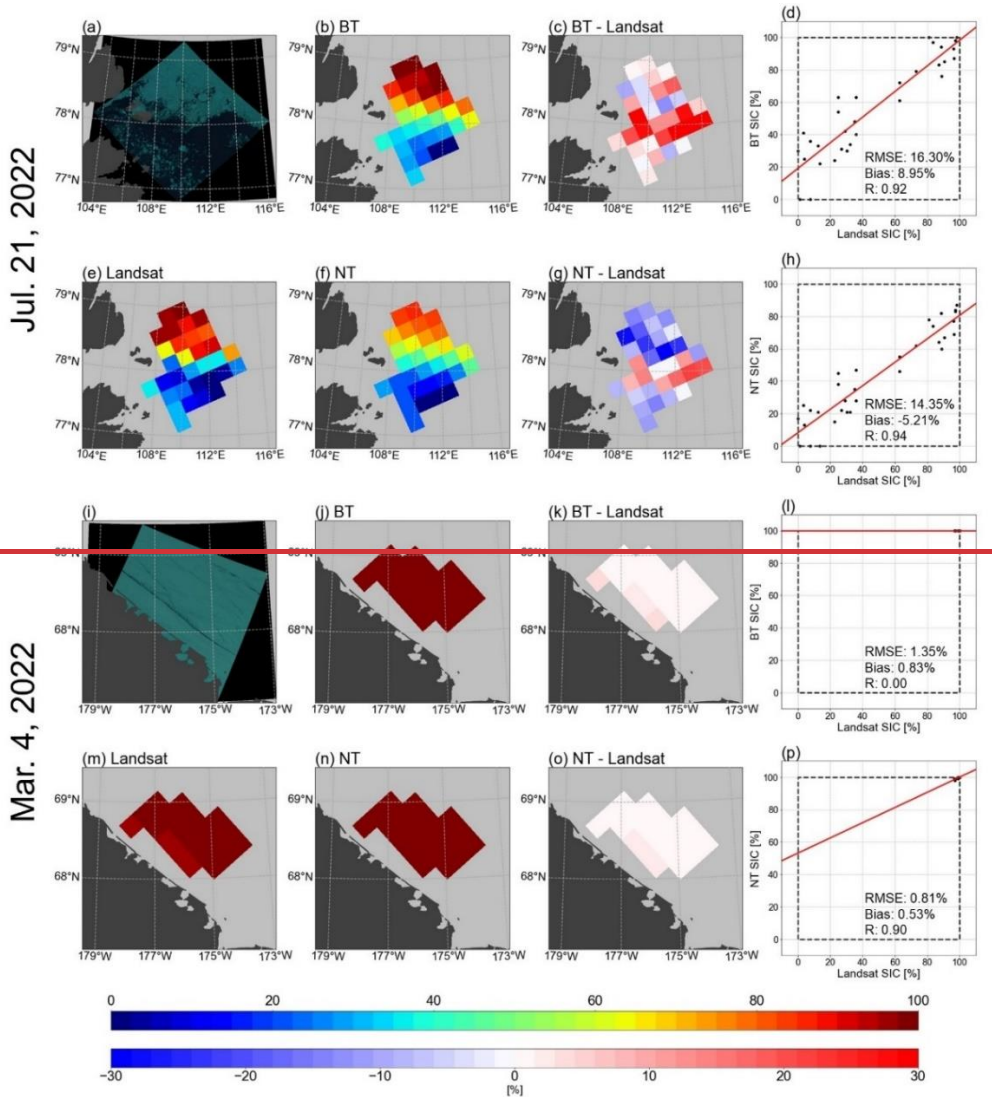 Jul. 21, 2022
(a)
79°N
78°N
77°N
104°E 108°E 112°E 116°E
(b) BT
79°N
78°N
77°N
104°E 108°E 112°E 116°E
(c) BT - Landsat
79°N
78°N
77°N
104°E 108°E 112°E 116°E
(d)
BT SIC [%]
100
80
60
40
20
0
RMSE: 16.30%
Bias: 8.95%
R: 0.92
0 20 40 60 80 100
Landsat SIC [%]
(e) Landsat
79°N
78°N
77°N
104°E 108°E 112°E 116°E
(f) NT
79°N
78°N
77°N
104°E 108°E 112°E 116°E
(g) NT - Landsat
79°N
78°N
77°N
104°E 108°E 112°E 116°E
(h)
NT SIC [%]
100
80
60
40
20
0
RMSE: 14.35%
Bias: -5.21%
R: 0.94
0 20 40 60 80 100
Landsat SIC [%]
Mar. 4, 2022
(i)
69°N
68°N
179°W 177°W 175°W 173°W
(j) BT
69°N
68°N
179°W 177°W 175°W 173°W
(k) BT - Landsat
69°N
68°N
179°W 177°W 175°W 173°W
(l)
BT SIC [%]
100
80
60
40
20
0
RMSE: 1.35%
Bias: 0.83%
R: 0.00
0 20 40 60 80 100
Landsat SIC [%]
(m) Landsat
69°N
68°N
179°W 177°W 175°W 173°W
(n) NT
69°N
68°N
179°W 177°W 175°W 173°W
(o) NT - Landsat
69°N
68°N
179°W 177°W 175°W 173°W
(p)
NT SIC [%]
100
80
60
40
20
0
RMSE: 0.81%
Bias: 0.53%
R: 0.90
0 20 40 60 80 100
Landsat SIC [%]
0 20 40 60 80 100
-30 -20 -10 0 10 20 30
[%]